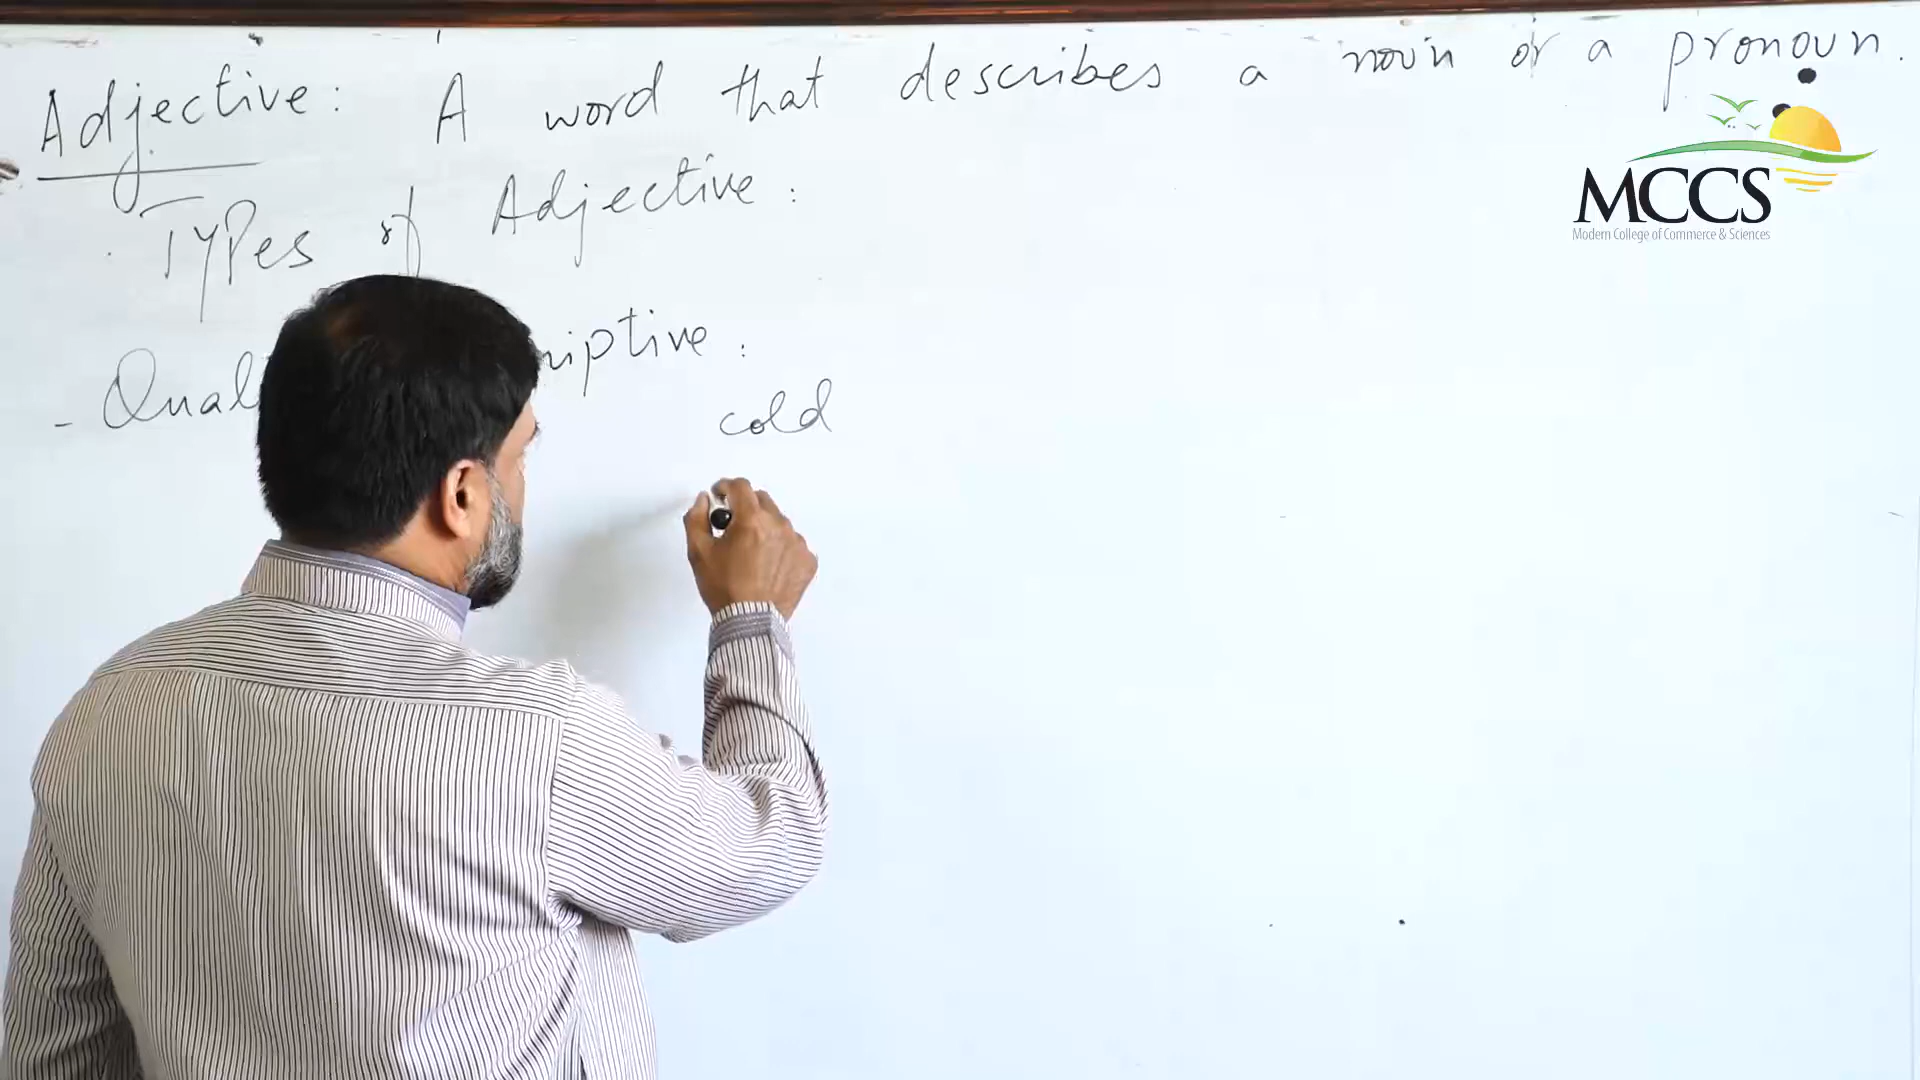 Adjective: A word that describes a noun or a pronoun.
Types of Adjective:
- Qual
riptive:
cold
MCCS
Modern College of Commerce & Sciences